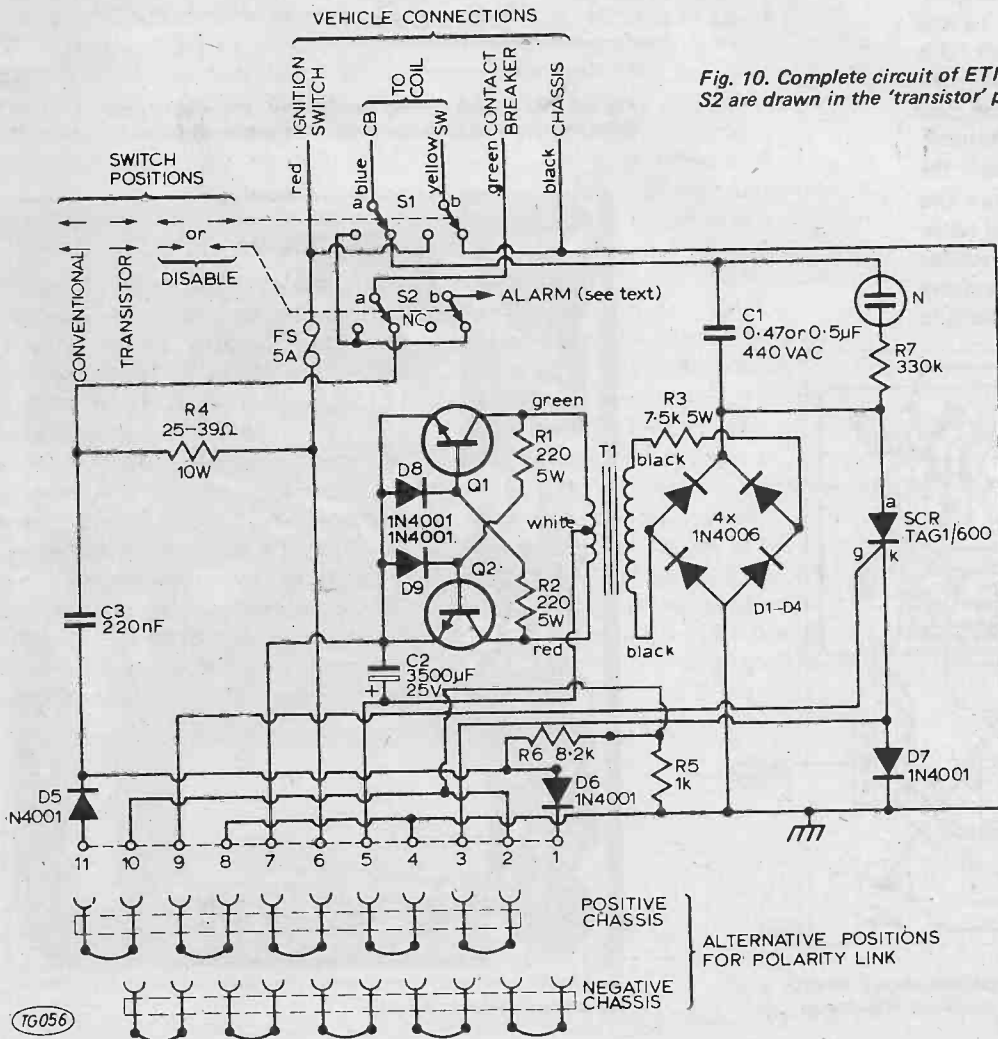 VEHICLE CONNECTIONS
Fig. 10. Complete circuit of ETI
S2 are drawn in the 'transistor' p
IGNITION
SWITCH
TO
COIL
CB
SW
CONTACT
BREAKER
CHASSIS
red
blue
yellow
green
black
SWITCH
POSITIONS
a
S1
b
or
DISABLE
CONVENTIONAL
TRANSISTOR
a
S2
b
ALARM (see text)
NC
FS
5A
N
C1
0·47 or 0·5µF
440 VAC
R7
330k
R4
25–39Ω
10W
green
R1
220
5W
R3
7·5k 5W
T1
black
D8
1N4001
Q1
white
4x
1N4006
a
SCR
TAG1/600
g
k
1N4001
D9
Q2
R2
220
5W
D1–D4
C3
220nF
red
black
C2
3500µF
25V
+
R6 8·2k
D6
1N4001
R5
1k
D7
1N4001
D5
N4001
11 10 9 8 7 6 5 4 3 2 1
POSITIVE
CHASSIS
ALTERNATIVE POSITIONS
FOR POLARITY LINK
NEGATIVE
CHASSIS
TG056